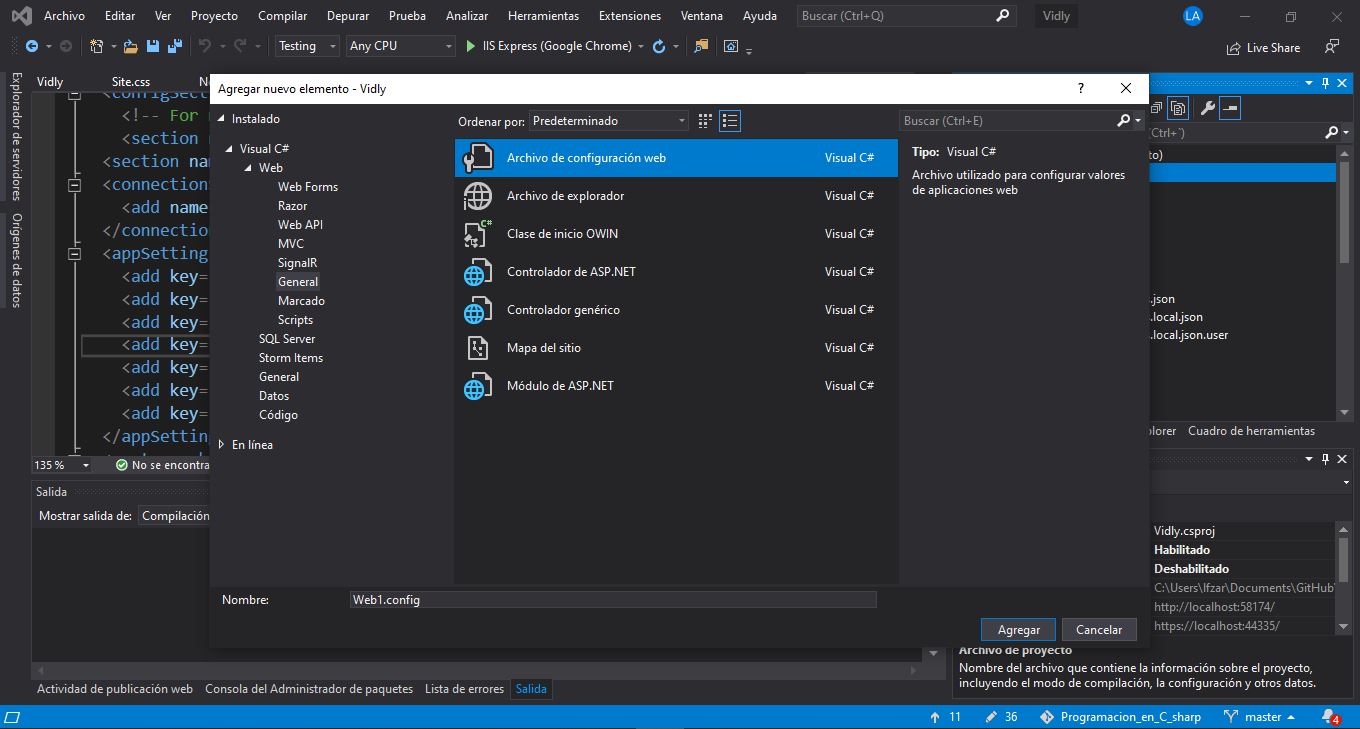 Archivo Editar Ver Proyecto Compilar Depurar Prueba Analizar Herramientas Extensiones Ventana Ayuda Buscar (Ctrl+Q) Vidly LA
Testing Any CPU IIS Express (Google Chrome) Live Share
Explorador de servidores
Orígenes de datos
Vidly Site.css
<!-- For
<section
<section
<connection
<add name
</connection
<appSetting
<add key=
<add key=
<add key=
<add key=
<add key=
<add key=
<add key=
</appSetting
135 % No se encontra
Salida
Mostrar salida de: Compilación
Agregar nuevo elemento - Vidly ?
Instalado
Visual C#
Web
Web Forms
Razor
Web API
MVC
SignalR
General
Marcado
Scripts
SQL Server
Storm Items
General
Datos
Código
En línea
Ordenar por: Predeterminado
Archivo de configuración web Visual C#
Archivo de explorador Visual C#
Clase de inicio OWIN Visual C#
Controlador de ASP.NET Visual C#
Controlador genérico Visual C#
Mapa del sitio Visual C#
Módulo de ASP.NET Visual C#
Buscar (Ctrl+E)
Tipo: Visual C#
Archivo utilizado para configurar valores
de aplicaciones web
Nombre: Web1.config
Agregar Cancelar
.json
.local.json
.local.json.user
Cuadro de herramientas
Vidly.csproj
Habilitado
Deshabilitado
C:\Users\lfzar\Documents\GitHub\
http://localhost:58174/
https://localhost:44335/
Archivo de proyecto
Nombre del archivo que contiene la información sobre el proyecto,
incluyendo el modo de compilación, la configuración y otros datos.
Actividad de publicación web Consola del Administrador de paquetes Lista de errores Salida
11 36 Programacion_en_C_sharp master 4